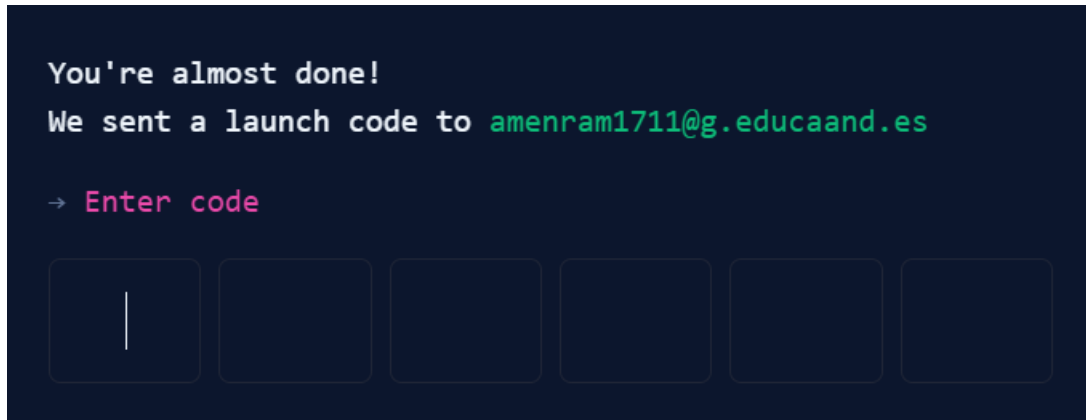 You're almost done!
We sent a launch code to amenram1711@g.educaand.es
→ Enter code